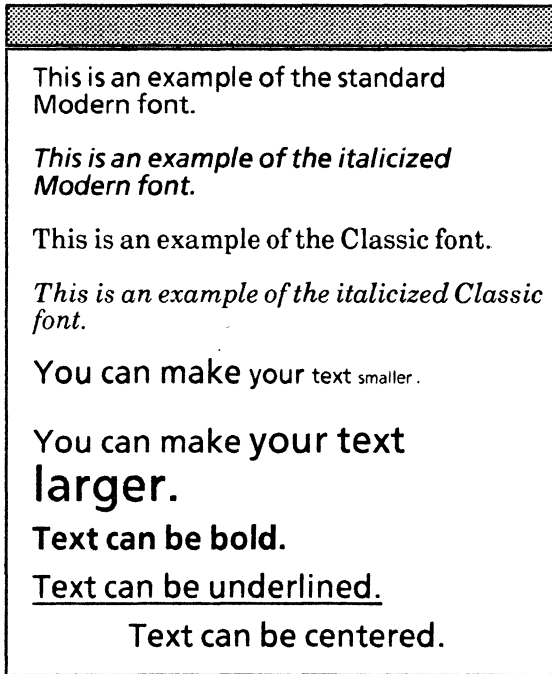 This is an example of the standard
Modern font.
This is an example of the italicized
Modern font.
This is an example of the Classic font.
This is an example of the italicized Classic
font.
You can make your text smaller.
You can make your text
larger.
Text can be bold.
Text can be underlined.
Text can be centered.